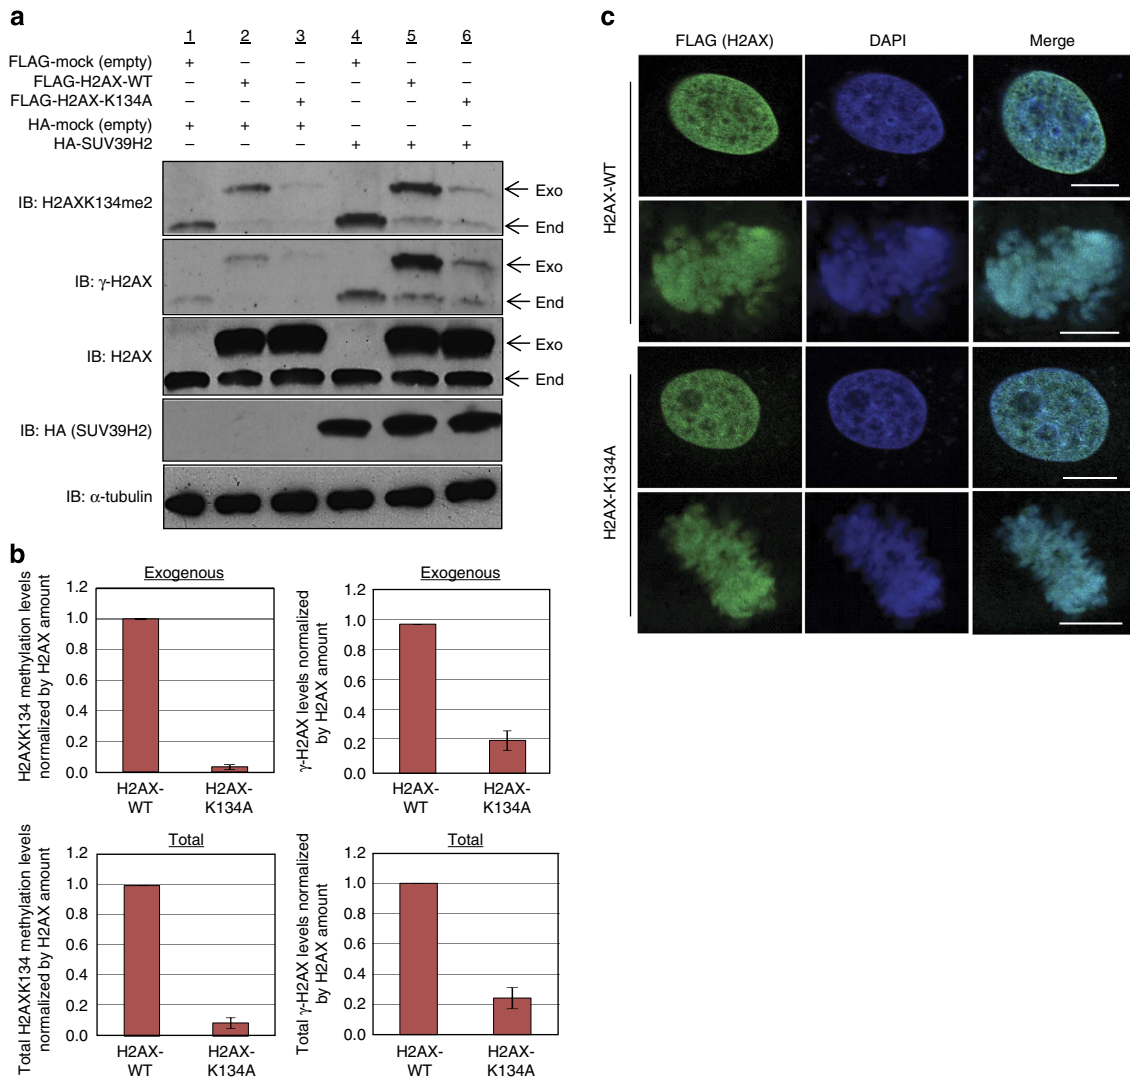 a
1 2 3 4 5 6
FLAG-mock (empty) + – – + – –
FLAG-H2AX-WT – + – – + –
FLAG-H2AX-K134A – – + – – +
HA-mock (empty) + + + – – –
HA-SUV39H2 – – – + + +
IB: H2AXK134me2
Exo
End
IB: γ-H2AX
Exo
End
IB: H2AX
Exo
End
IB: HA (SUV39H2)
IB: α-tubulin
b
Exogenous
H2AXK134 methylation levels
normalized by H2AX amount
1.2
1.0
0.8
0.6
0.4
0.2
0.0
H2AX-
WT
H2AX-
K134A
Exogenous
γ-H2AX levels normalized
by H2AX amount
1.2
1.0
0.8
0.6
0.4
0.2
0.0
H2AX-
WT
H2AX-
K134A
Total
Total H2AXK134 methylation levels
normalized by H2AX amount
1.2
1.0
0.8
0.6
0.4
0.2
0.0
H2AX-
WT
H2AX-
K134A
Total
Total γ-H2AX levels normalized
by H2AX amount
1.2
1.0
0.8
0.6
0.4
0.2
0.0
H2AX-
WT
H2AX-
K134A
c
FLAG (H2AX) DAPI Merge
H2AX-WT
H2AX-K134A